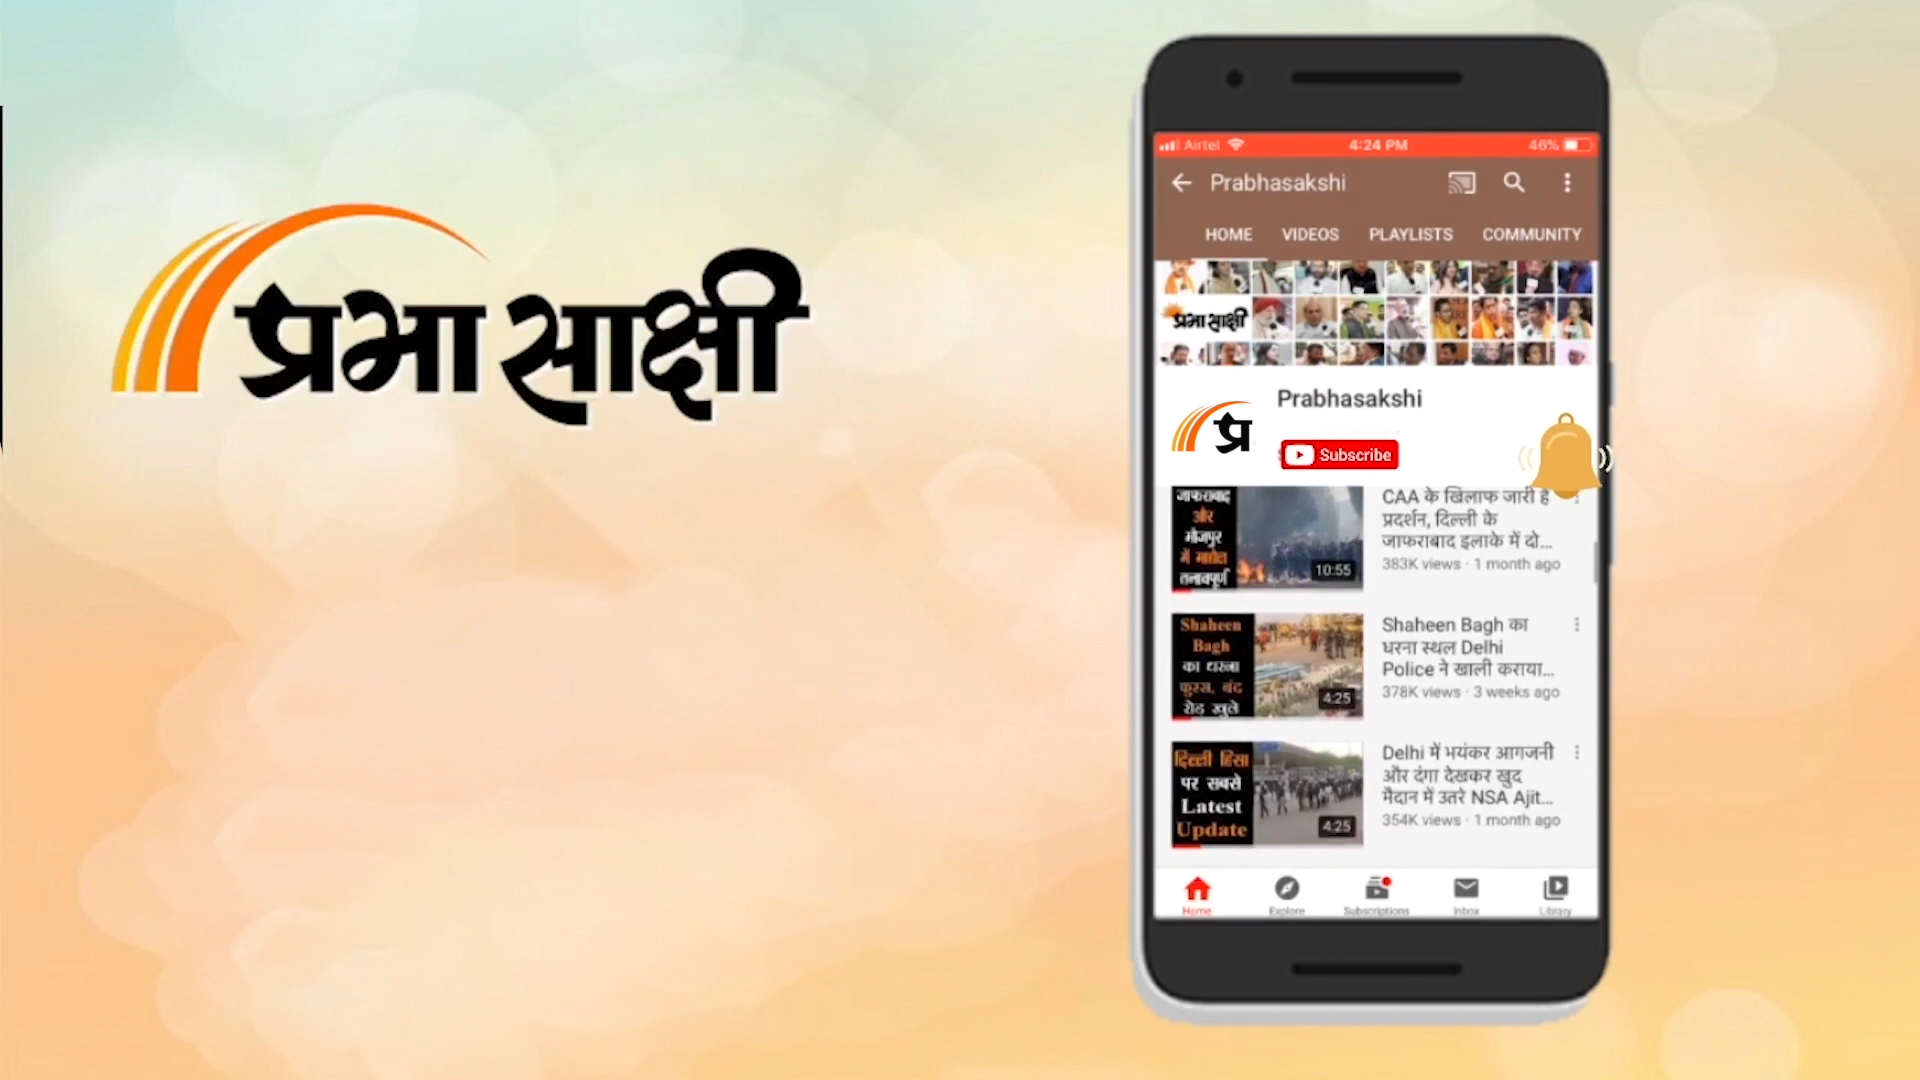 प्रभासाक्षी
Airtel 4:24 PM 46%
Prabhasakshi
HOME VIDEOS PLAYLISTS COMMUNITY
प्रभासाक्षी
Prabhasakshi
प्र
Subscribe
जाफराबाद
और
मौजपुर
में माहौल
तनावपूर्ण
10:55
CAA के खिलाफ जारी है
प्रदर्शन, दिल्ली के
जाफराबाद इलाके में दो...
383K views · 1 month ago
Shaheen
Bagh
का धरना
फुस्स, बंद
रोड खुले
4:25
Shaheen Bagh का
धरना स्थल Delhi
Police ने खाली कराया...
378K views · 3 weeks ago
दिल्ली हिंसा
पर सबसे
Latest
Update
4:25
Delhi में भयंकर आगजनी
और दंगा देखकर खुद
मैदान में उतरे NSA Ajit...
354K views · 1 month ago
Home Explore Subscriptions Inbox Library